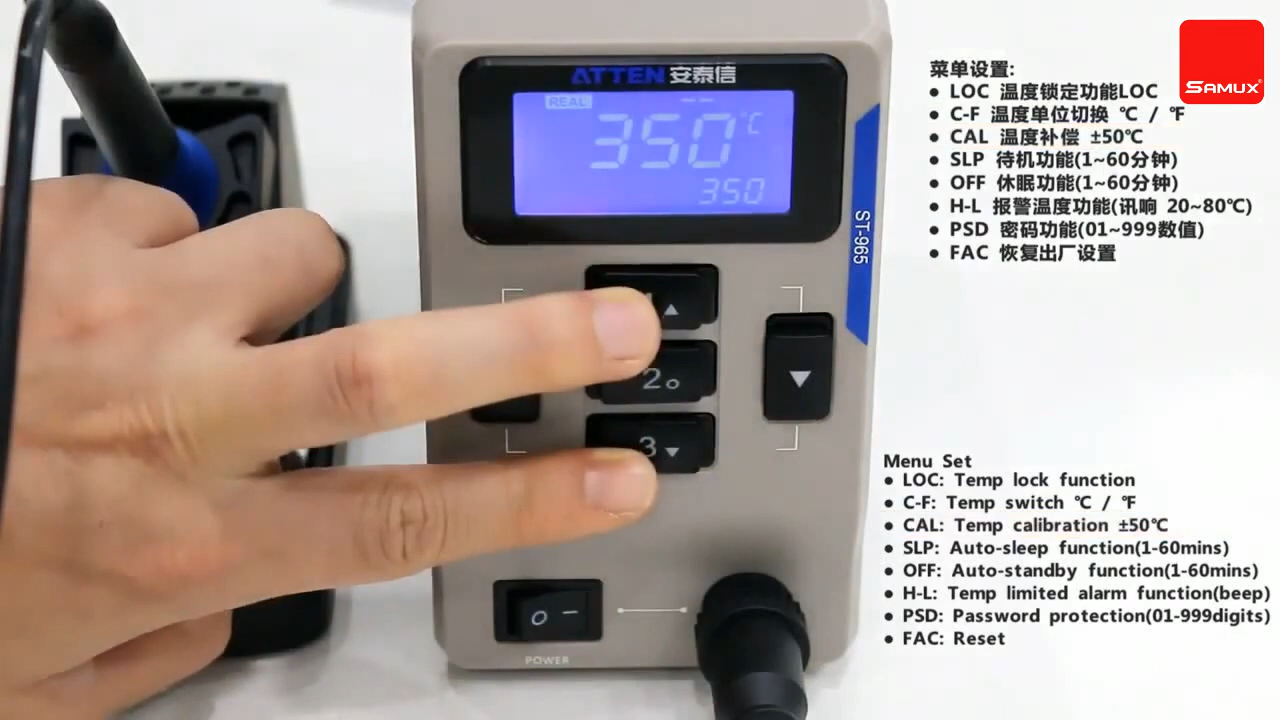 ATTEN 安泰信
REAL
350°C
350
ST-965
2
3
POWER
SAMUX
菜单设置:
● LOC 温度锁定功能LOC
● C-F 温度单位切换 ℃ / ℉
● CAL 温度补偿 ±50℃
● SLP 待机功能(1~60分钟)
● OFF 休眠功能(1~60分钟)
● H-L 报警温度功能(讯响 20~80℃)
● PSD 密码功能(01~999数值)
● FAC 恢复出厂设置
Menu Set
● LOC: Temp lock function
● C-F: Temp switch ℃ / ℉
● CAL: Temp calibration ±50℃
● SLP: Auto-sleep function(1-60mins)
● OFF: Auto-standby function(1-60mins)
● H-L: Temp limited alarm function(beep)
● PSD: Password protection(01-999digits)
● FAC: Reset